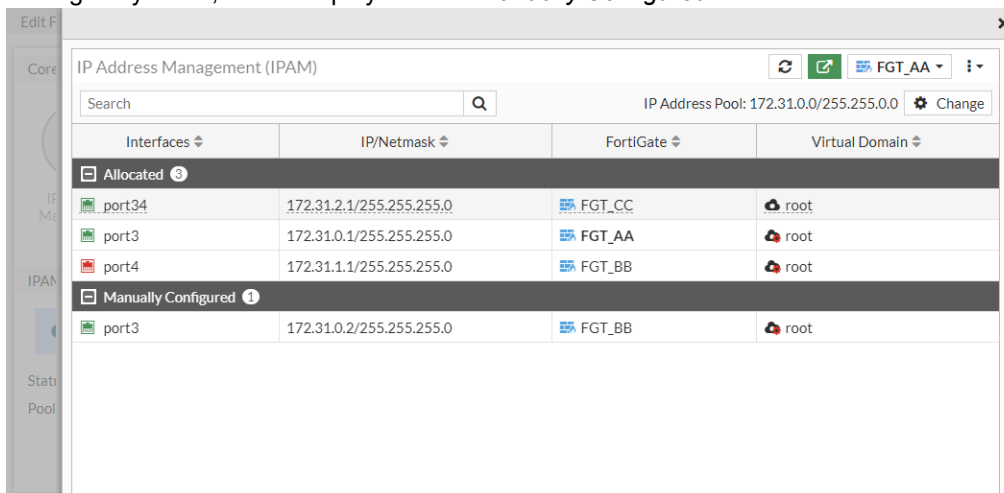 Manually Configured
Edit F
Core
IP Address Management (IPAM)
FGT_AA
Search
IP Address Pool: 172.31.0.0/255.255.0.0
Change
Interfaces
IP/Netmask
FortiGate
Virtual Domain
Allocated 3
port34 172.31.2.1/255.255.255.0 FGT_CC root
port3 172.31.0.1/255.255.255.0 FGT_AA root
port4 172.31.1.1/255.255.255.0 FGT_BB root
Manually Configured 1
port3 172.31.0.2/255.255.255.0 FGT_BB root
IPAM
Stat
Pool